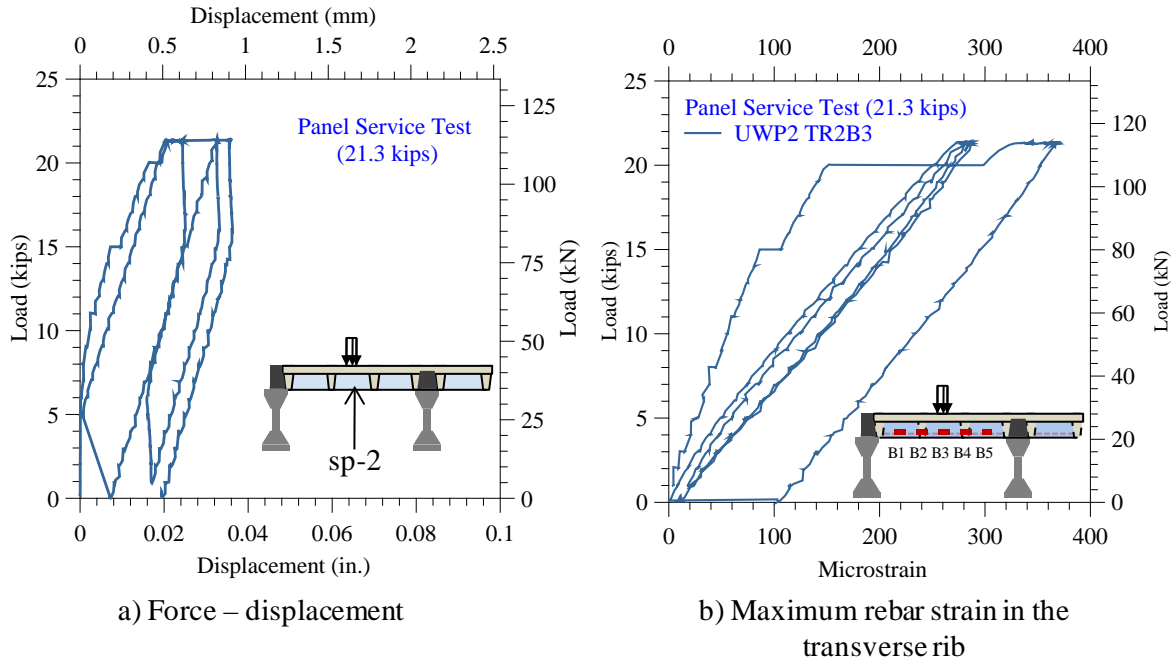 Displacement (mm)
0 0.5 1 1.5 2 2.5
25
20
15
10
5
0
Load (kips)
125
100
75
50
25
0
Load (kN)
Panel Service Test
(21.3 kips)
sp-2
0 0.02 0.04 0.06 0.08 0.1
Displacement (in.)
a) Force – displacement
0 100 200 300 400
25
20
15
10
5
0
Load (kips)
120
100
80
60
40
20
0
Load (kN)
Panel Service Test (21.3 kips)
UWP2 TR2B3
B1 B2 B3 B4 B5
0 100 200 300 400
Microstrain
b) Maximum rebar strain in the
transverse rib